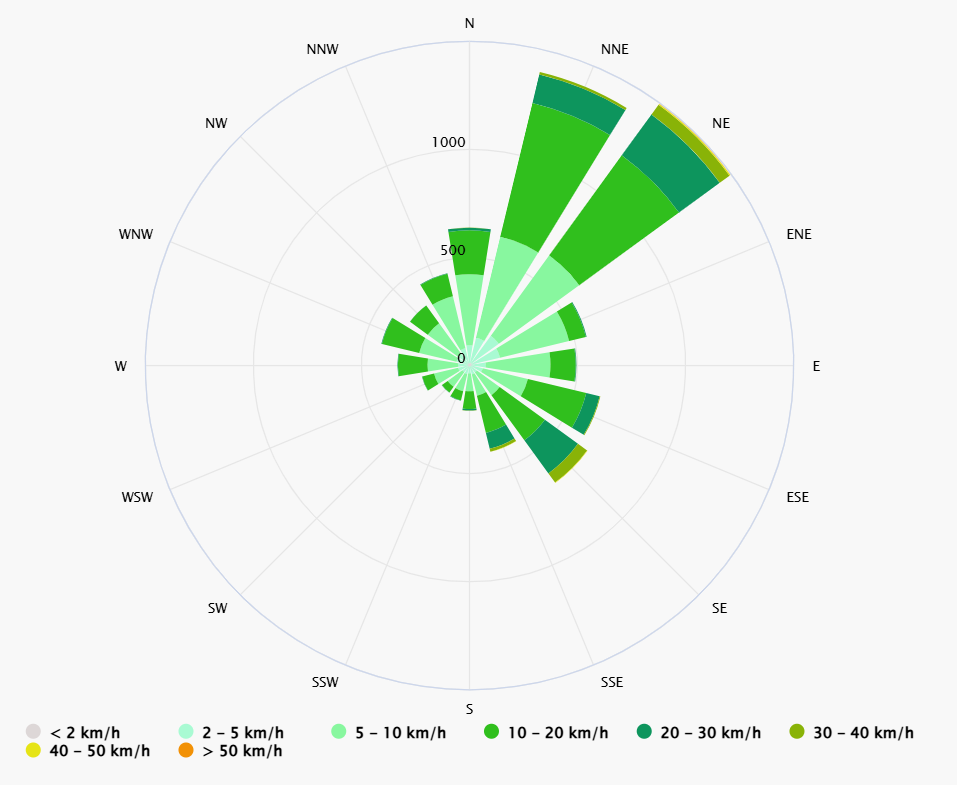 N
NNW NNE
NW NE
1000
WNW ENE
500
0
W E
WSW ESE
SW SE
SSW SSE
S
< 2 km/h 2 – 5 km/h 5 – 10 km/h 10 – 20 km/h 20 – 30 km/h 30 – 40 km/h
40 – 50 km/h > 50 km/h